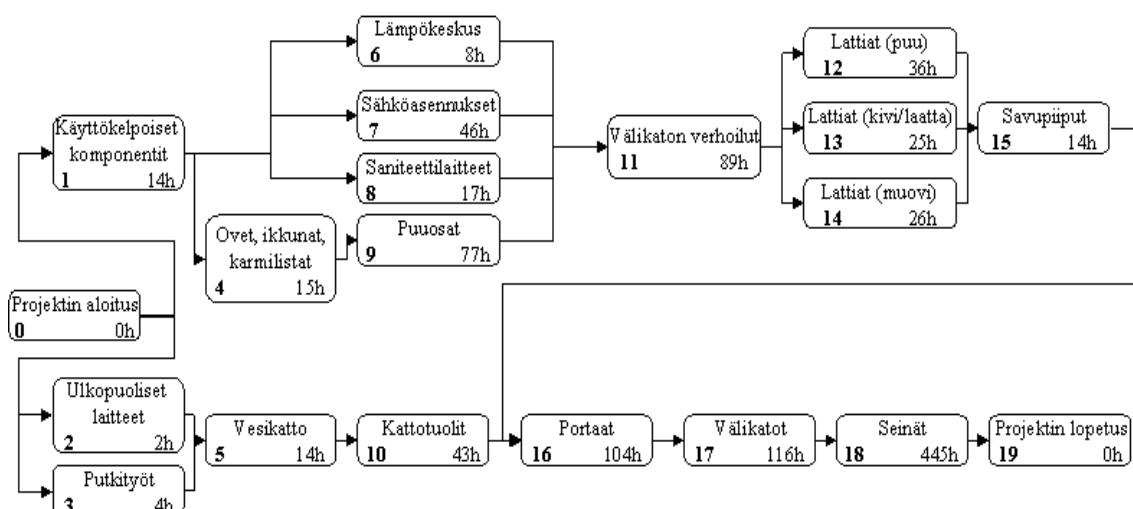 Lämpökeskus
6 8h
Sähköasennukset
7 46h
Saniteettilaitteet
8 17h
Puuosat
9 77h
Käyttökelpoiset
komponentit
1 14h
Ovet, ikkunat,
karmilistat
4 15h
Välikaton verhoilut
11 89h
Lattiat (puu)
12 36h
Lattiat (kivi/laatta)
13 25h
Lattiat (muovi)
14 26h
Savupiiput
15 14h
Projektin aloitus
0 0h
Ulkopuoliset
laitteet
2 2h
Putkityöt
3 4h
Vesikatto
5 14h
Kattotuolit
10 43h
Portaat
16 104h
Välikatot
17 116h
Seinät
18 445h
Projektin lopetus
19 0h